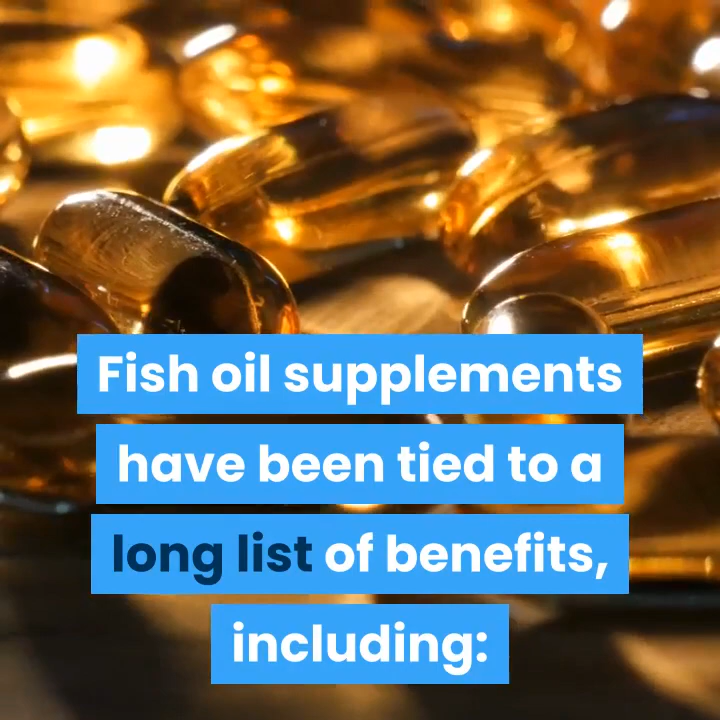 Fish oil supplements
have been tied to a
long list of benefits,
including: